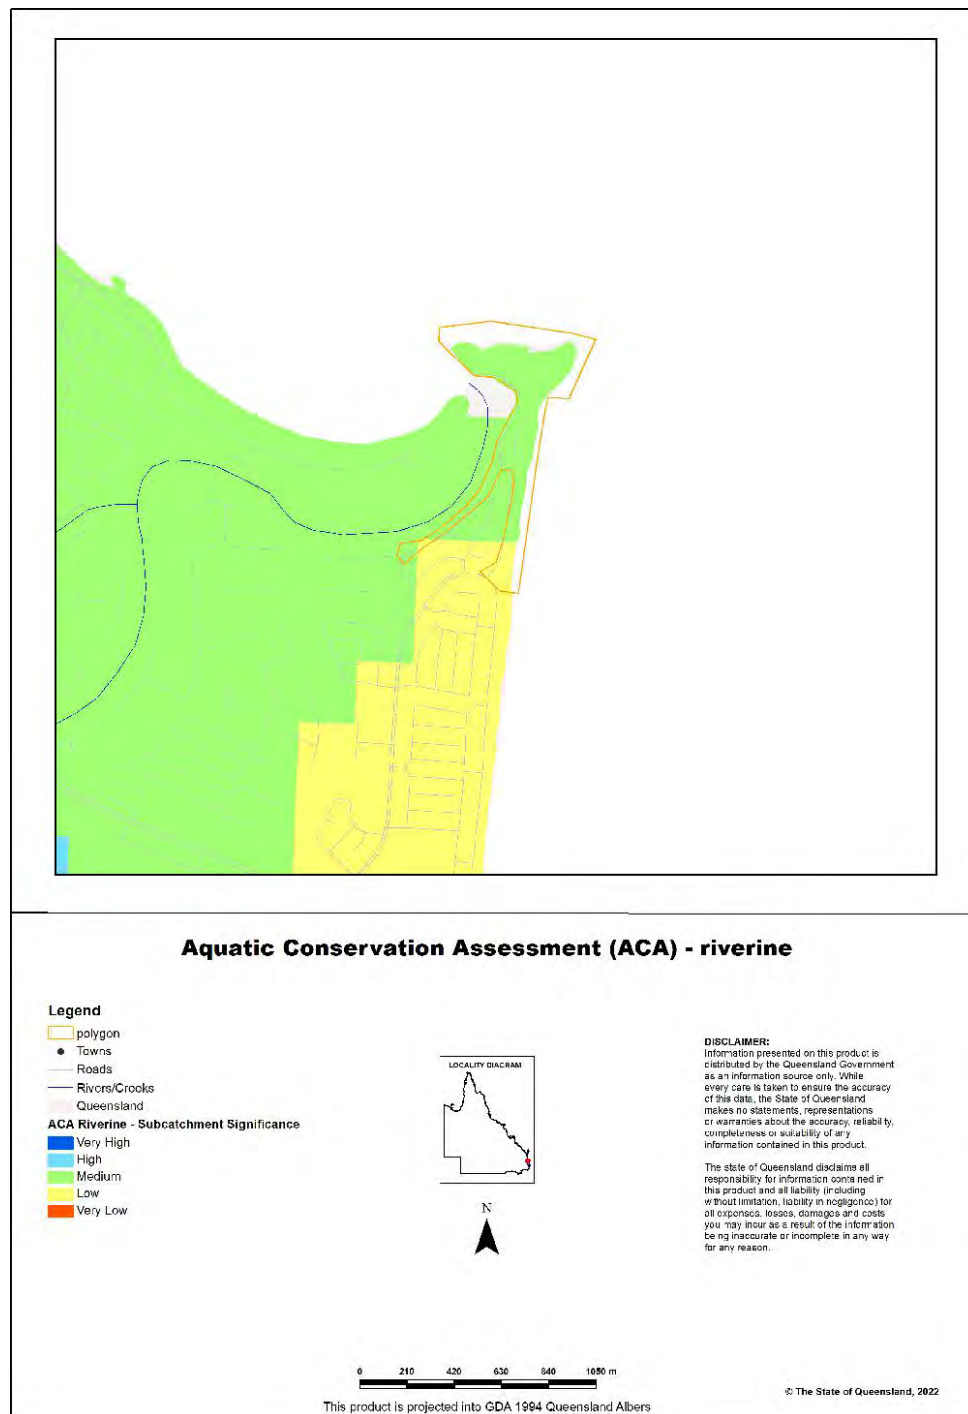 Aquatic Conservation Assessment (ACA) - riverine
Legend
polygon
Towns
Roads
Rivers/Creeks
Queensland
ACA Riverine - Subcatchment Significance
Very High
High
Medium
Low
Very Low
LOCALITY DIAGRAM
N
DISCLAIMER:
Information presented on this product is
distributed by the Queensland Government
as an information source only. While
every care is taken to ensure the accuracy
of this data, the State of Queensland
makes no statements, representations
or warranties about the accuracy, reliability,
completeness or suitability of any
information contained in this product.
The state of Queensland disclaims all
responsibility for information contained in
this product and all liability (including
without limitation, liability in negligence) for
all expenses, losses, damages and costs
you may incur as a result of the information
being inaccurate or incomplete in any way
for any reason.
0 210 420 630 840 1050 m
This product is projected into GDA 1994 Queensland Albers
© The State of Queensland, 2022